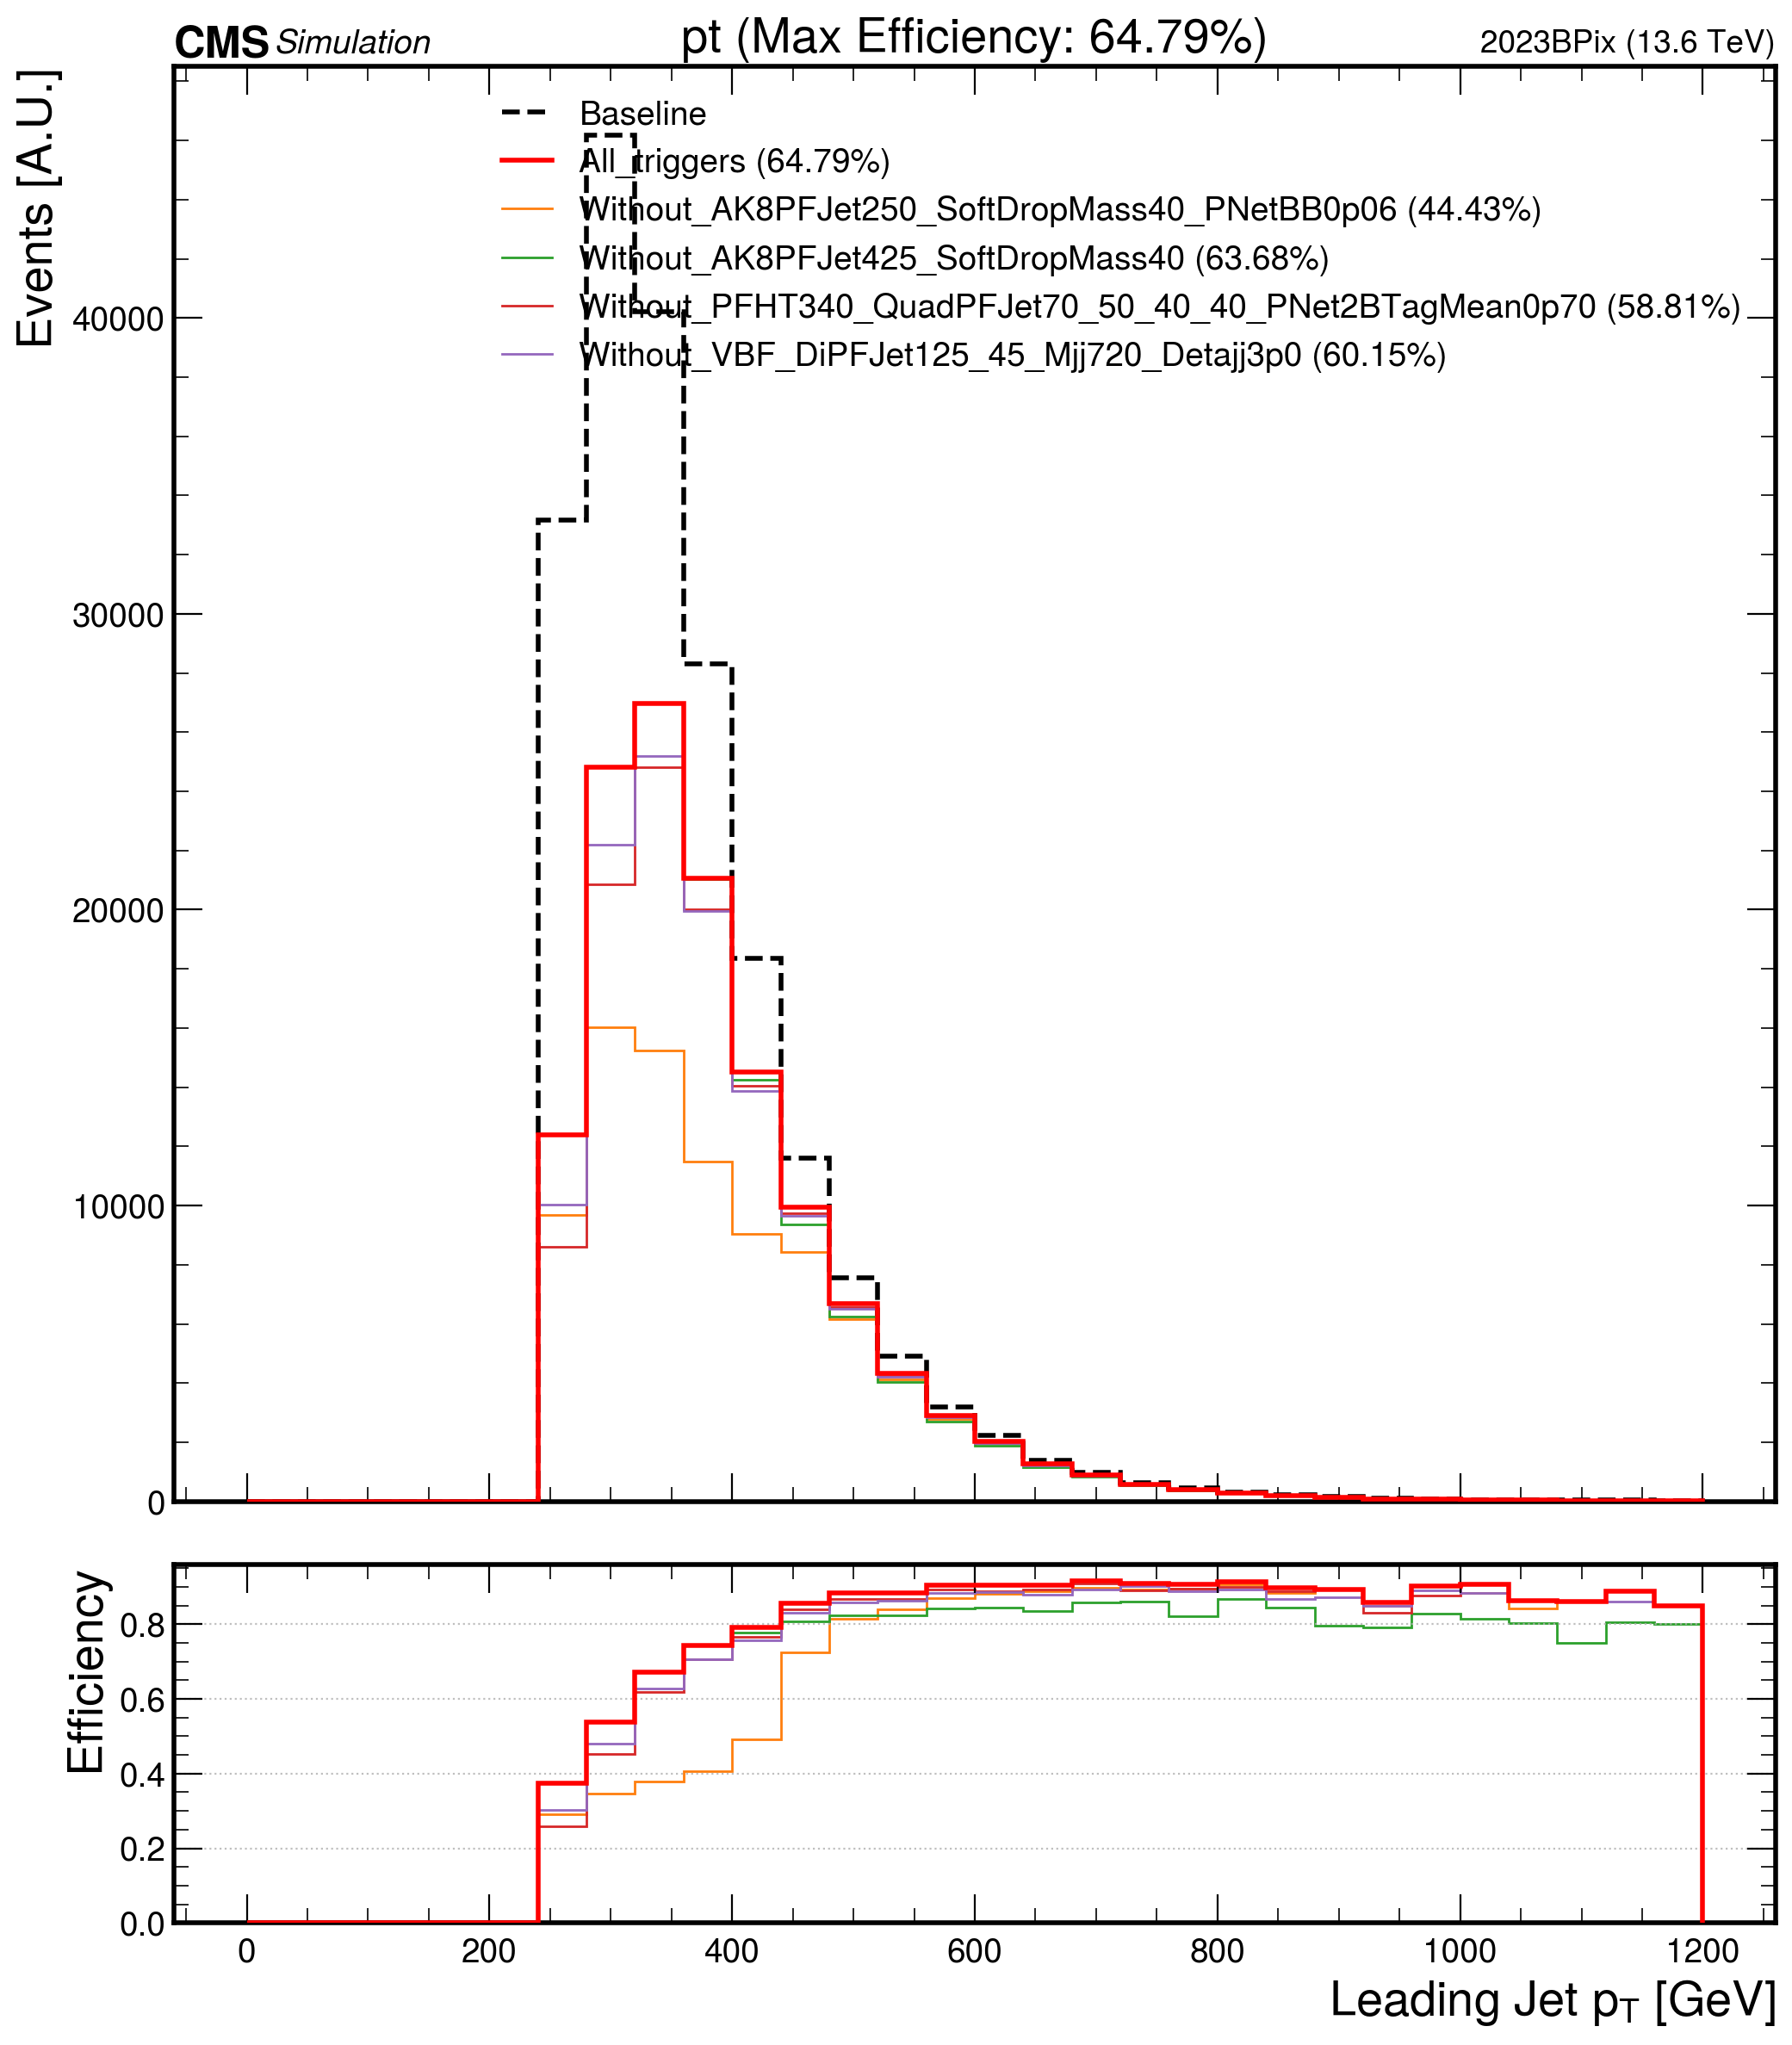 CMS Simulation pt (Max Efficiency: 64.79%) 2023BPix (13.6 TeV)
Events [A.U.]
Baseline
All_triggers (64.79%)
Without_AK8PFJet250_SoftDropMass40_PNetBB0p06 (44.43%)
Without_AK8PFJet425_SoftDropMass40 (63.68%)
Without_PFHT340_QuadPFJet70_50_40_40_PNet2BTagMean0p70 (58.81%)
Without_VBF_DiPFJet125_45_Mjj720_Detajj3p0 (60.15%)
40000
30000
20000
10000
0
Efficiency
0.8
0.6
0.4
0.2
0.0
0 200 400 600 800 1000 1200
Leading Jet pT [GeV]